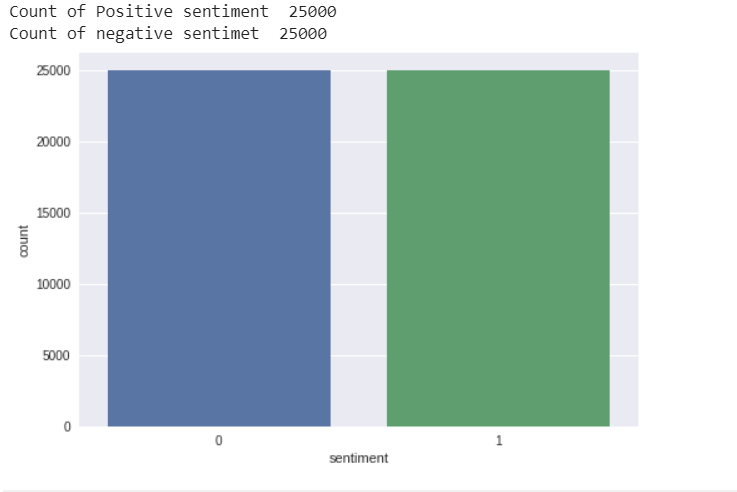 Count of Positive sentiment  25000
Count of negative sentimet  25000
25000
20000
15000
10000
5000
0
count
0 1
sentiment